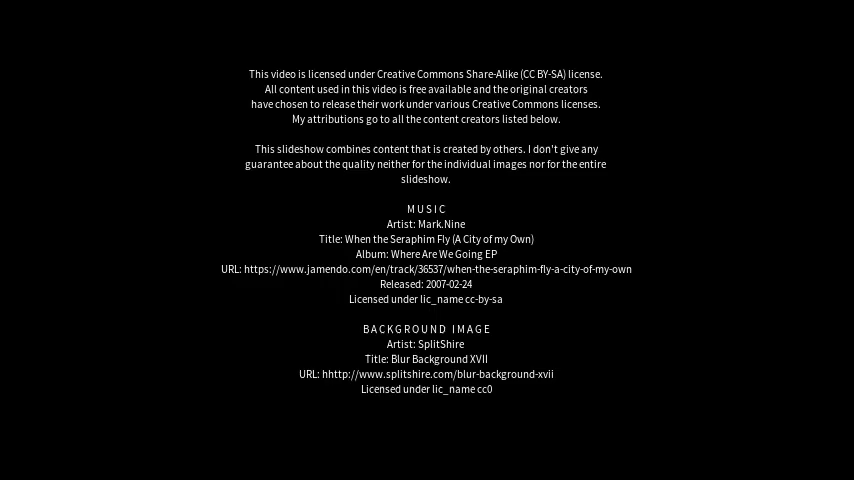 This video is licensed under Creative Commons Share-Alike (CC BY-SA) license.
All content used in this video is free available and the original creators
have chosen to release their work under various Creative Commons licenses.
My attributions go to all the content creators listed below.
This slideshow combines content that is created by others. I don't give any
guarantee about the quality neither for the individual images nor for the entire
slideshow.
MUSIC
Artist: Mark.Nine
Title: When the Seraphim Fly (A City of my Own)
Album: Where Are We Going EP
URL: https://www.jamendo.com/en/track/36537/when-the-seraphim-fly-a-city-of-my-own
Released: 2007-02-24
Licensed under lic_name cc-by-sa
BACKGROUND IMAGE
Artist: SplitShire
Title: Blur Background XVII
URL: hhttp://www.splitshire.com/blur-background-xvii
Licensed under lic_name cc0